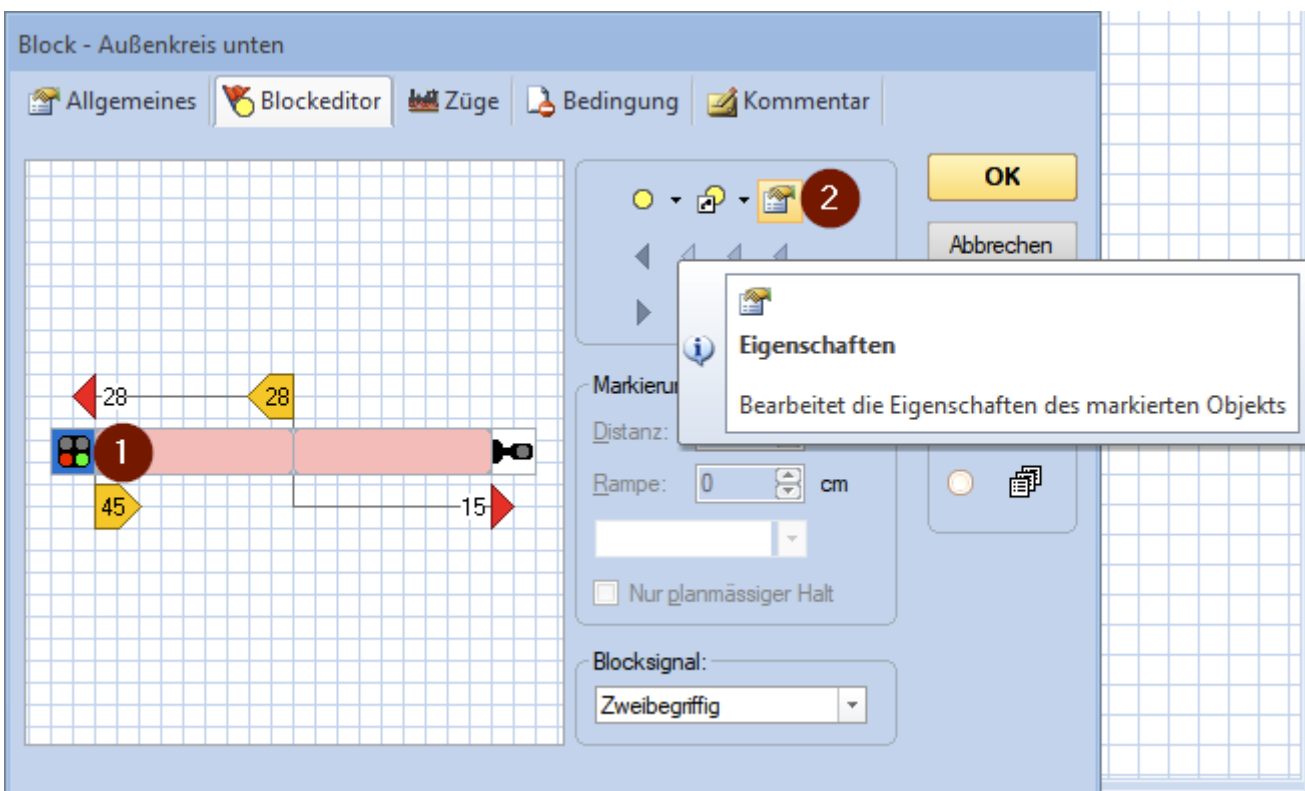 Block - Außenkreis unten
Allgemeines Blockeditor Züge Bedingung Kommentar
OK
2
Abbrechen
Eigenschaften
Bearbeitet die Eigenschaften des markierten Objekts
28 28
1
45 15
Distanz:
Rampe: 0 cm
Nur planmässiger Halt
Blocksignal:
Zweibegriffig